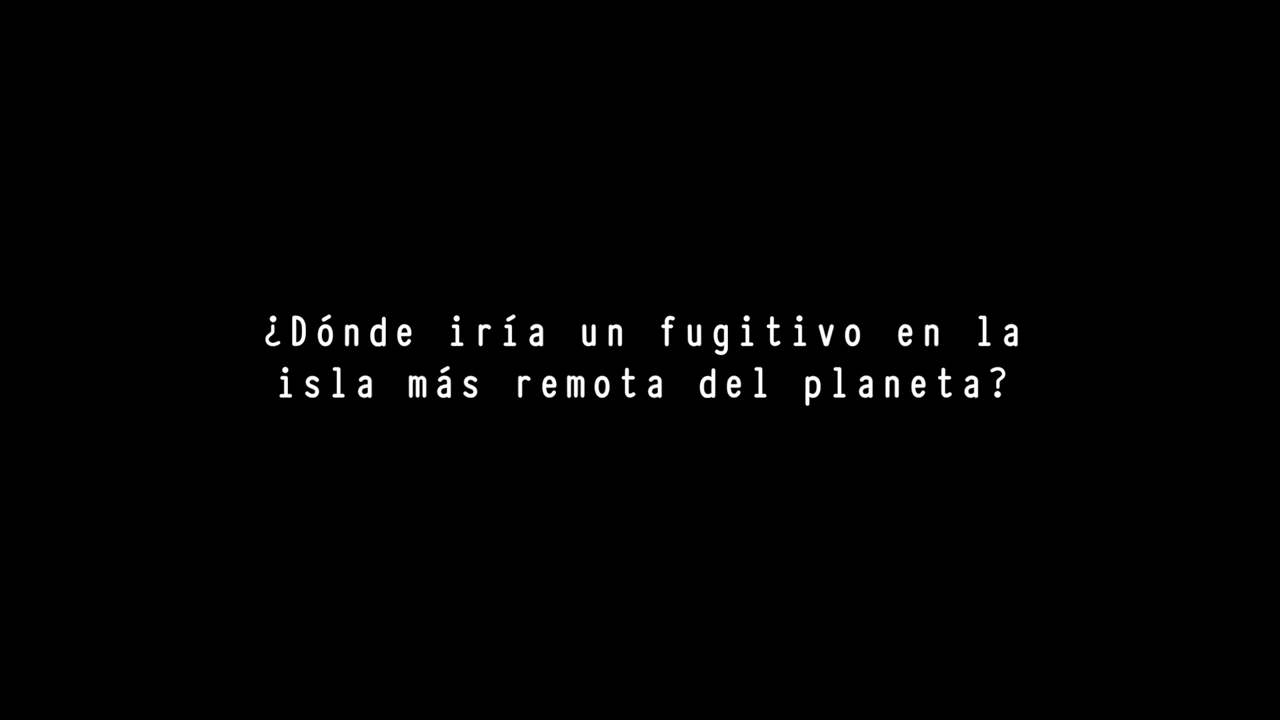 ¿Dónde iría un fugitivo en la
isla más remota del planeta?